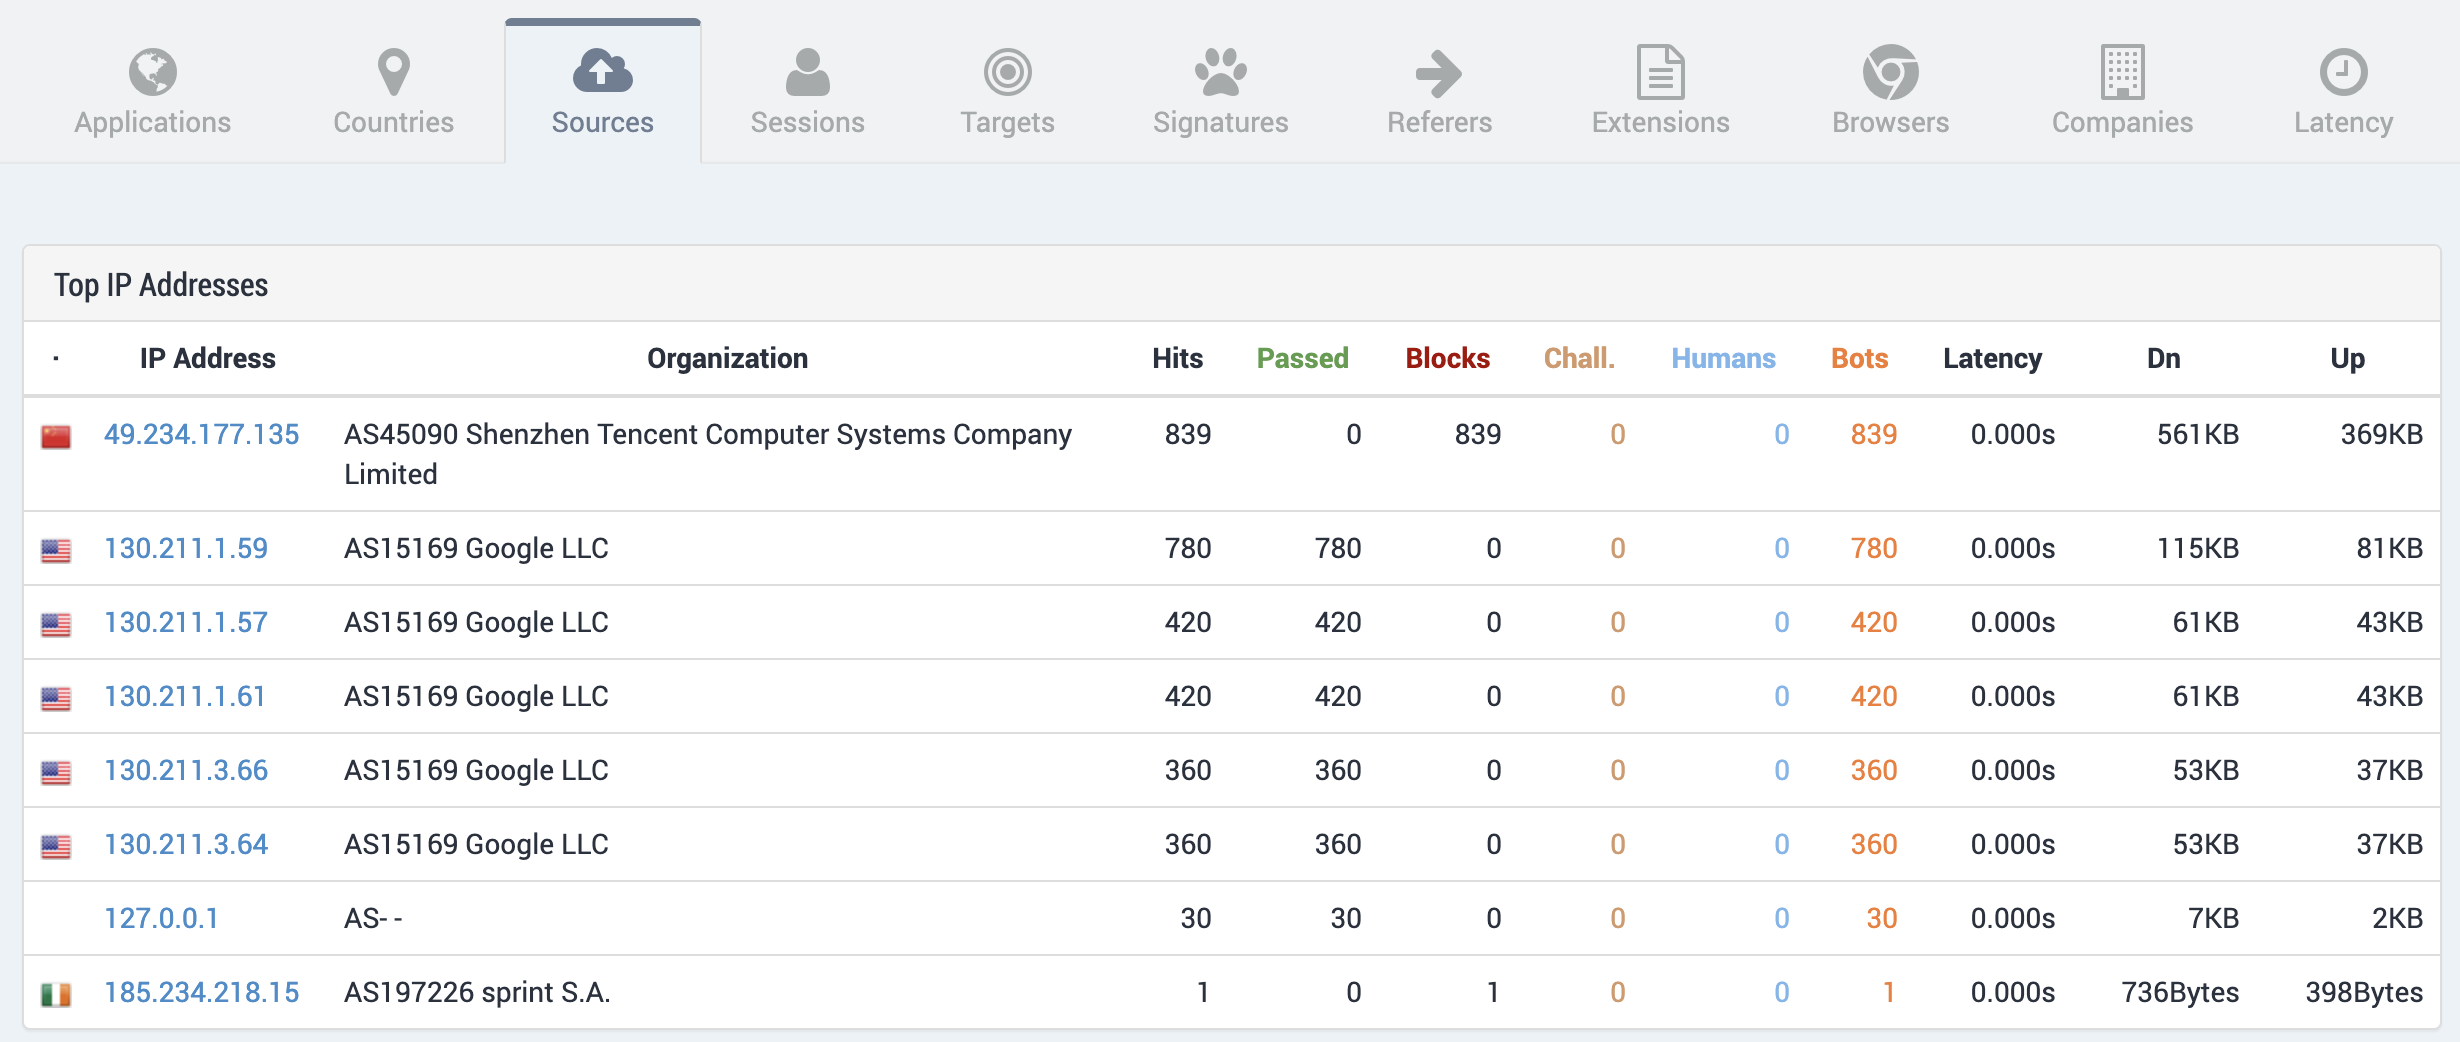 Applications Countries Sources Sessions Targets Signatures Referers Extensions Browsers Companies Latency
Top IP Addresses
. IP Address Organization Hits Passed Blocks Chall. Humans Bots Latency Dn Up
49.234.177.135 AS45090 Shenzhen Tencent Computer Systems Company 839 0 839 0 0 839 0.000s 561KB 369KB
Limited
130.211.1.59 AS15169 Google LLC 780 780 0 0 0 780 0.000s 115KB 81KB
130.211.1.57 AS15169 Google LLC 420 420 0 0 0 420 0.000s 61KB 43KB
130.211.1.61 AS15169 Google LLC 420 420 0 0 0 420 0.000s 61KB 43KB
130.211.3.66 AS15169 Google LLC 360 360 0 0 0 360 0.000s 53KB 37KB
130.211.3.64 AS15169 Google LLC 360 360 0 0 0 360 0.000s 53KB 37KB
127.0.0.1 AS- - 30 30 0 0 0 30 0.000s 7KB 2KB
185.234.218.15 AS197226 sprint S.A. 1 0 1 0 0 1 0.000s 736Bytes 398Bytes